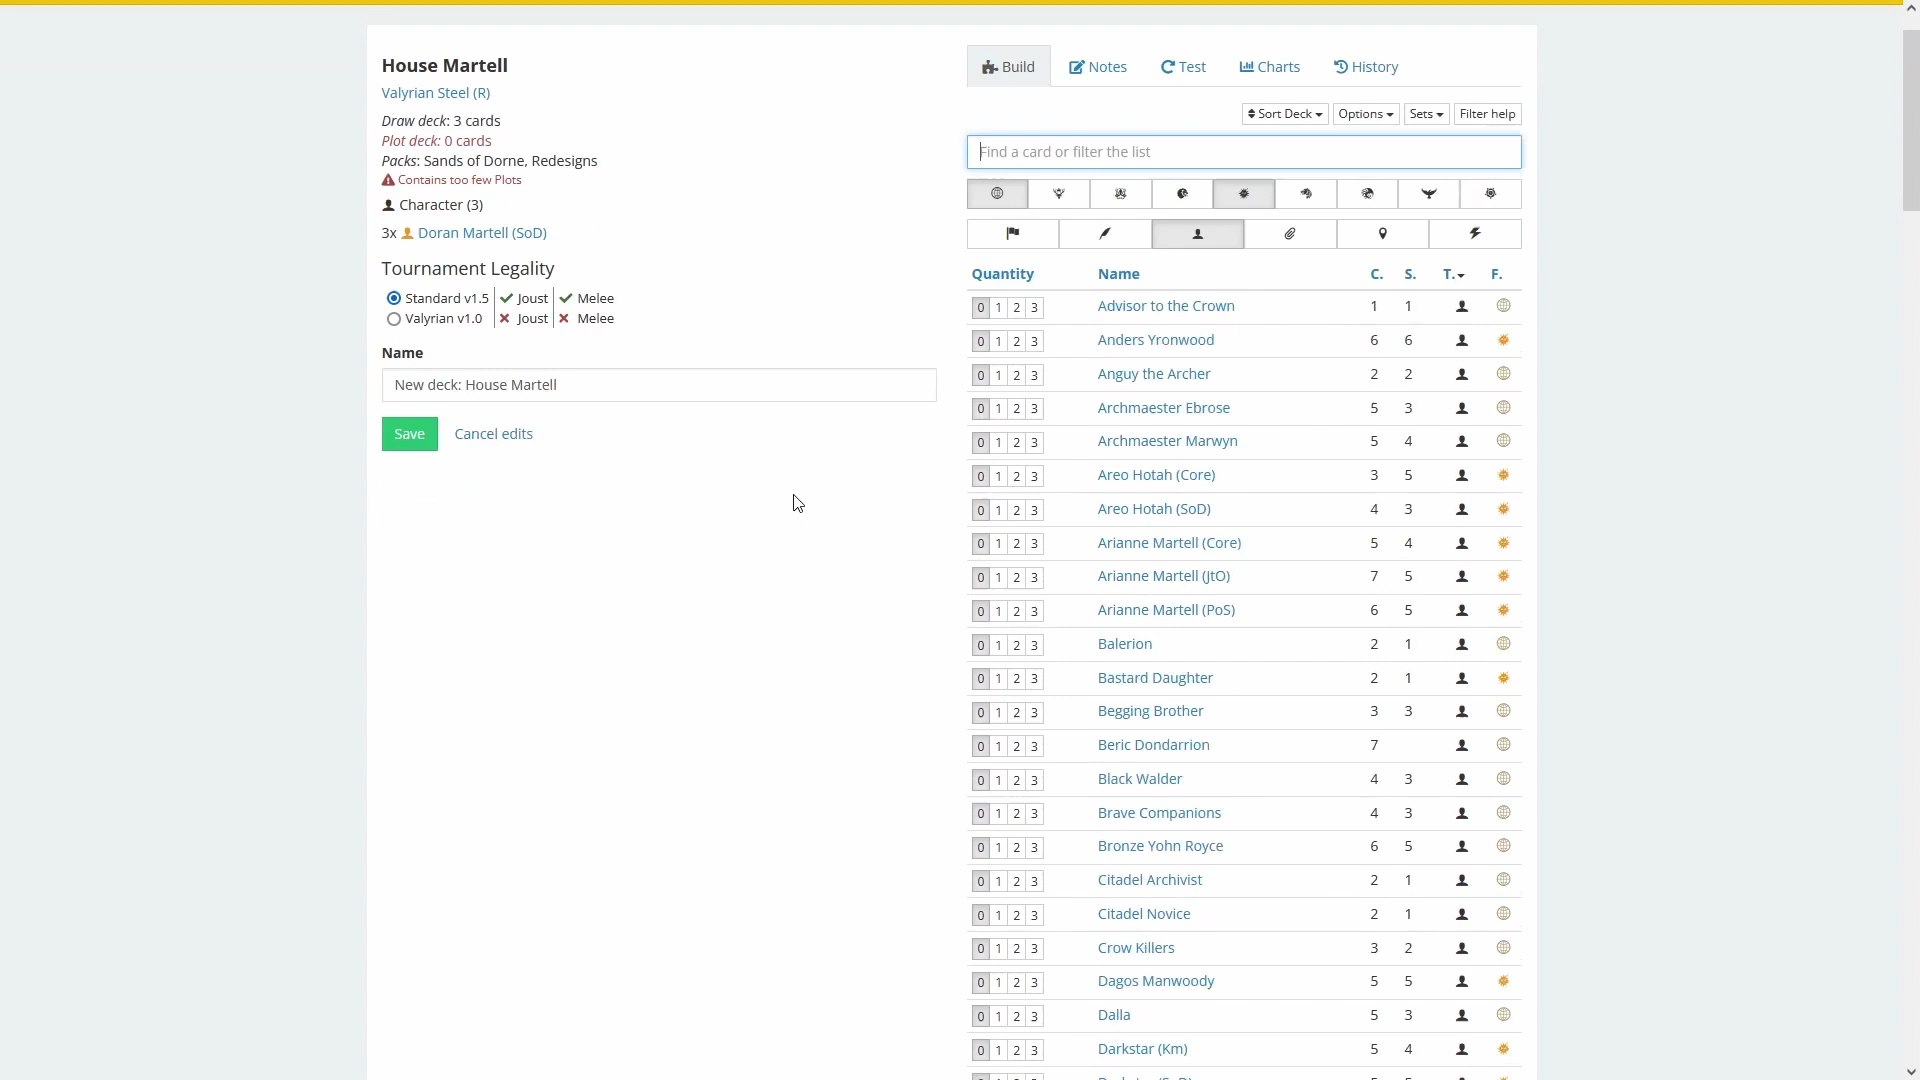 House Martell
Valyrian Steel (R)
Draw deck: 3 cards
Plot deck: 0 cards
Packs: Sands of Dorne, Redesigns
Contains too few Plots
Character (3)
3x Doran Martell (SoD)
Tournament Legality
Standard v1.5 Joust Melee
Valyrian v1.0 Joust Melee
Name
New deck: House Martell
Save Cancel edits
Build Notes Test Charts History
Sort Deck Options Sets Filter help
Find a card or filter the list
Quantity Name C. S. T. F.
0 1 2 3 Advisor to the Crown 1 1
0 1 2 3 Anders Yronwood 6 6
0 1 2 3 Anguy the Archer 2 2
0 1 2 3 Archmaester Ebrose 5 3
0 1 2 3 Archmaester Marwyn 5 4
0 1 2 3 Areo Hotah (Core) 3 5
0 1 2 3 Areo Hotah (SoD) 4 3
0 1 2 3 Arianne Martell (Core) 5 4
0 1 2 3 Arianne Martell (JtO) 7 5
0 1 2 3 Arianne Martell (PoS) 6 5
0 1 2 3 Balerion 2 1
0 1 2 3 Bastard Daughter 2 1
0 1 2 3 Begging Brother 3 3
0 1 2 3 Beric Dondarrion 7
0 1 2 3 Black Walder 4 3
0 1 2 3 Brave Companions 4 3
0 1 2 3 Bronze Yohn Royce 6 5
0 1 2 3 Citadel Archivist 2 1
0 1 2 3 Citadel Novice 2 1
0 1 2 3 Crow Killers 3 2
0 1 2 3 Dagos Manwoody 5 5
0 1 2 3 Dalla 5 3
0 1 2 3 Darkstar (Km) 5 4